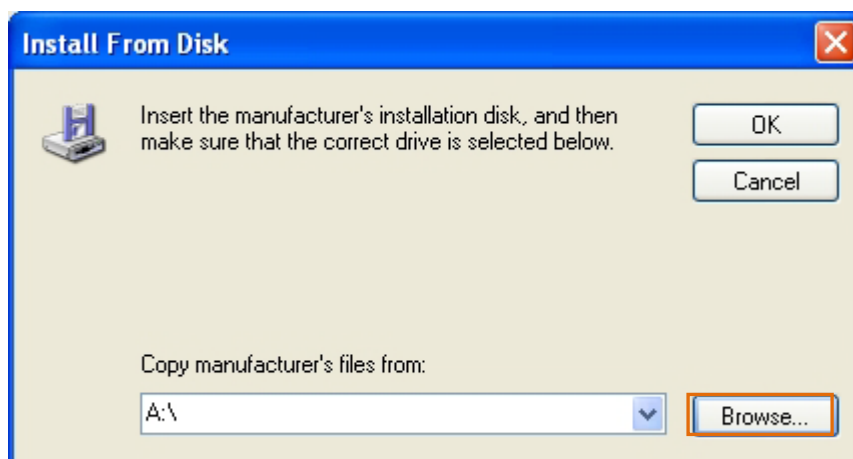 Install From Disk
Insert the manufacturer's installation disk, and then
make sure that the correct drive is selected below.
OK
Cancel
Copy manufacturer's files from:
A:\
Browse...